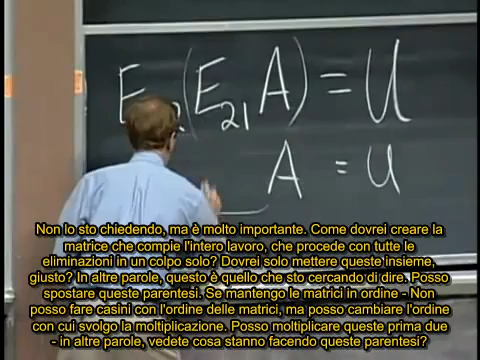 E₃₂(E₂₁A) = U
A = U
Non lo sto chiedendo, ma è molto importante. Come dovrei creare la
matrice che compie l'intero lavoro, che procede con tutte le
eliminazioni in un colpo solo? Dovrei solo mettere queste insieme,
giusto? In altre parole, questo è quello che sto cercando di dire. Posso
spostare queste parentesi. Se mantengo le matrici in ordine - Non
posso fare casini con l'ordine delle matrici, ma posso cambiare l'ordine
con cui svolgo la moltiplicazione. Posso moltiplicare queste prima due
- in altre parole, vedete cosa stanno facendo queste parentesi?